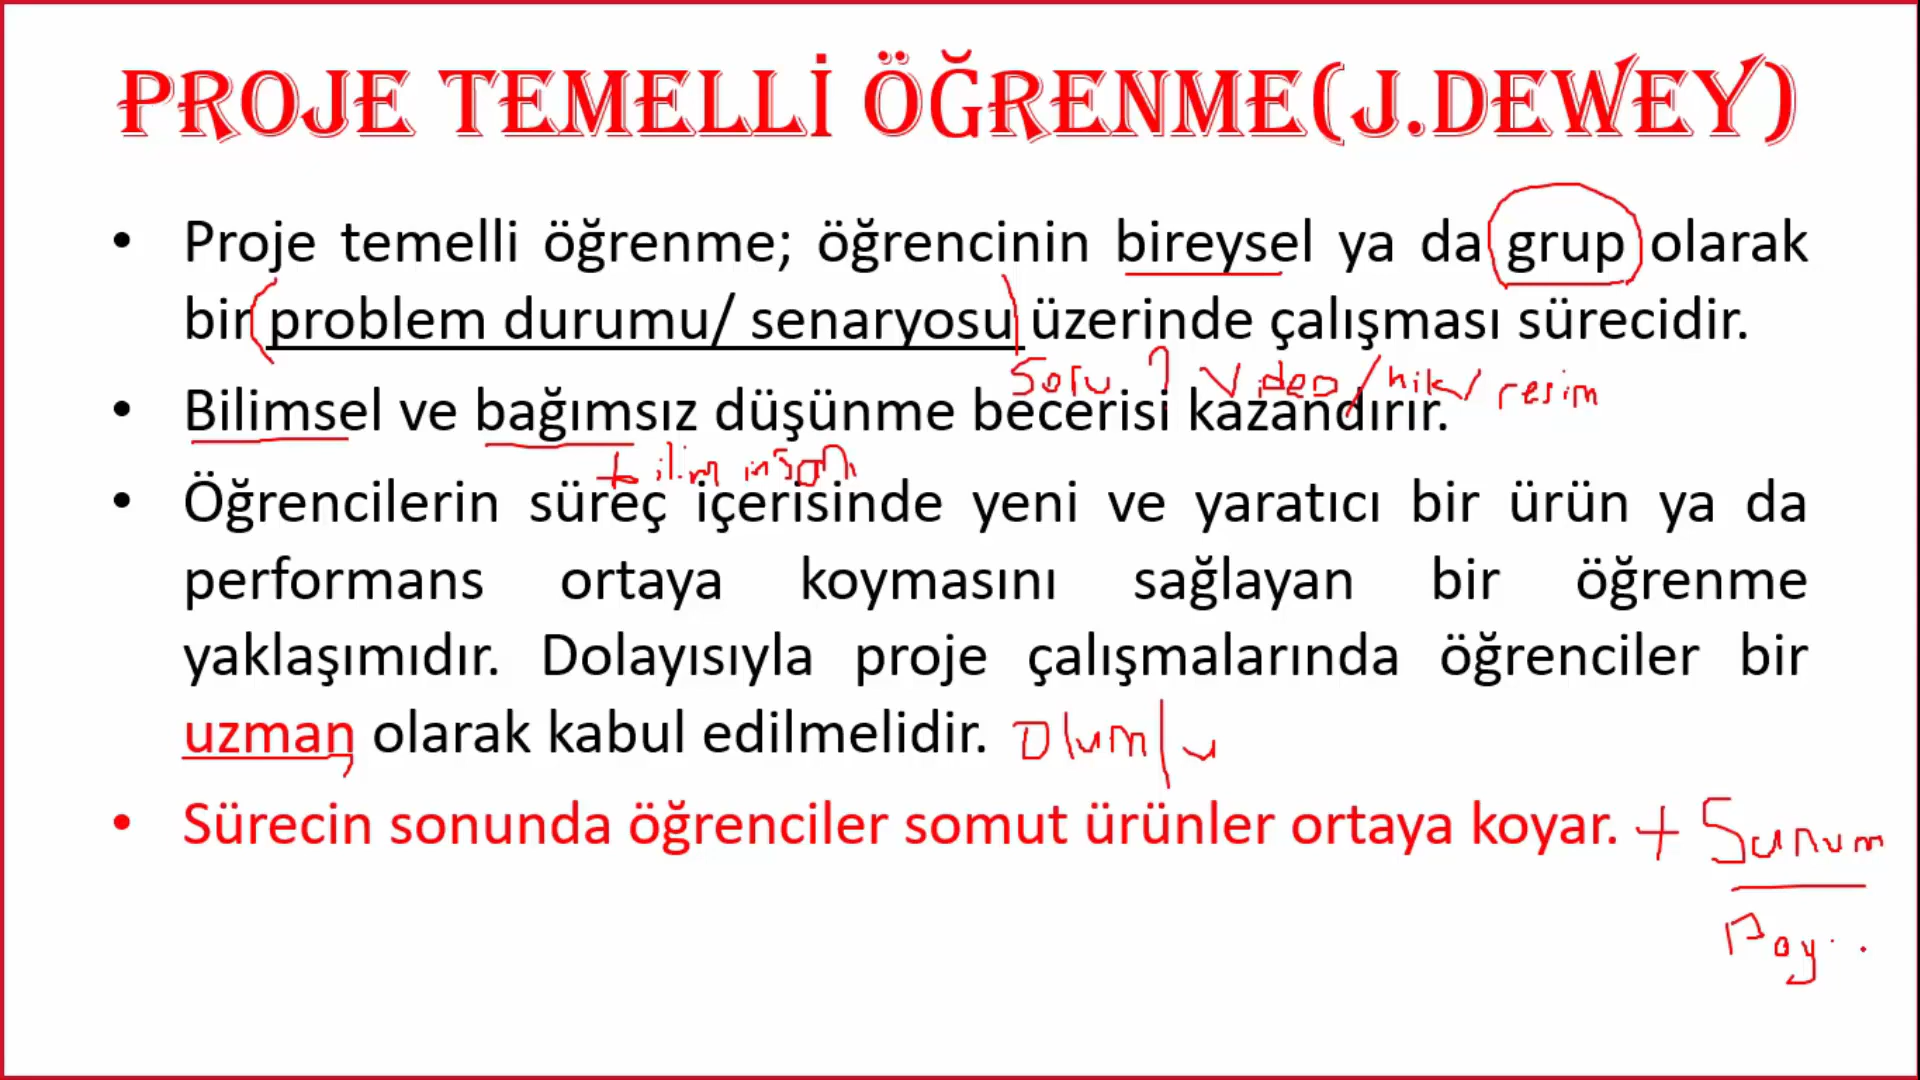 PROJE TEMELLİ ÖĞRENME(J.DEWEY)
• Proje temelli öğrenme; öğrencinin bireysel ya da grup olarak
bir problem durumu/ senaryosu üzerinde çalışması sürecidir.
Soru ? Video/hik/ resim
• Bilimsel ve bağımsız düşünme becerisi kazandırır.
insanı
• Öğrencilerin süreç içerisinde yeni ve yaratıcı bir ürün ya da
performans ortaya koymasını sağlayan bir öğrenme
yaklaşımıdır. Dolayısıyla proje çalışmalarında öğrenciler bir
uzman olarak kabul edilmelidir. Olumlu
• Sürecin sonunda öğrenciler somut ürünler ortaya koyar. + Sunum
Pay..